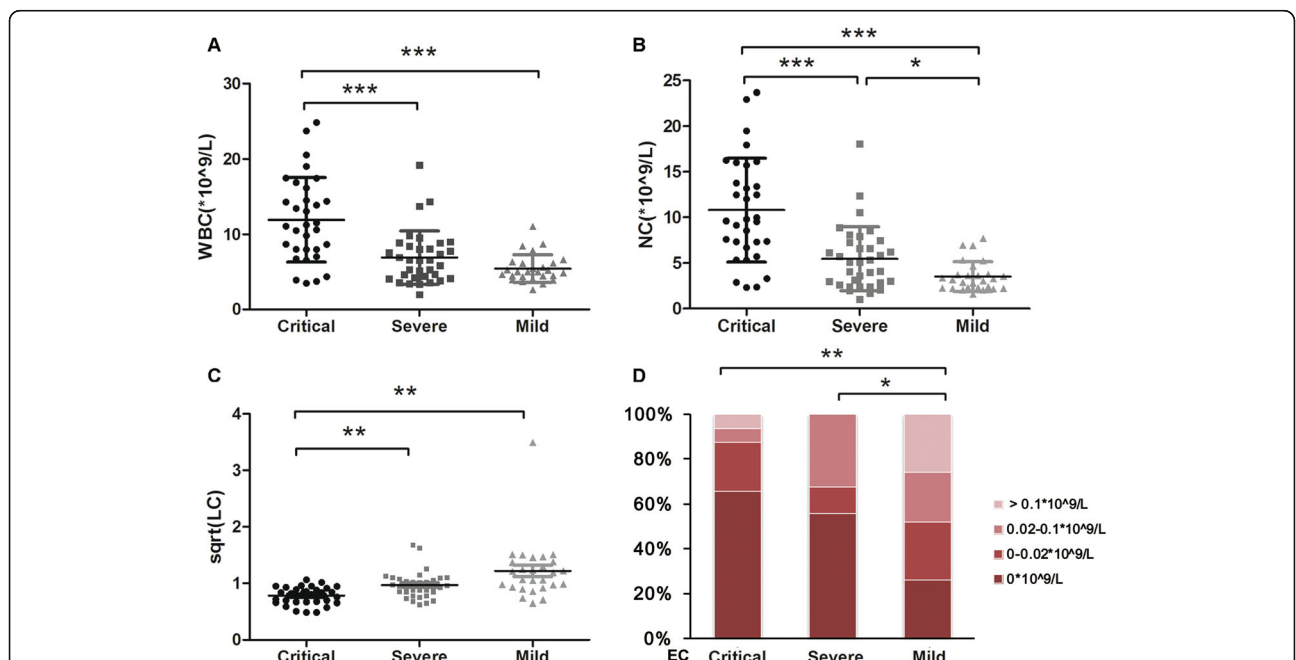 A
***
***
30
20
10
0
WBC(*10^9/L)
Critical Severe Mild
B
***
***
*
25
20
15
10
5
0
NC(*10^9/L)
Critical Severe Mild
C
**
**
4
3
2
1
0
sqrt(LC)
Critical Severe Mild
D
**
*
100%
80%
60%
40%
20%
0%
> 0.1*10^9/L
0.02-0.1*10^9/L
0-0.02*10^9/L
0*10^9/L
EC Critical Severe Mild